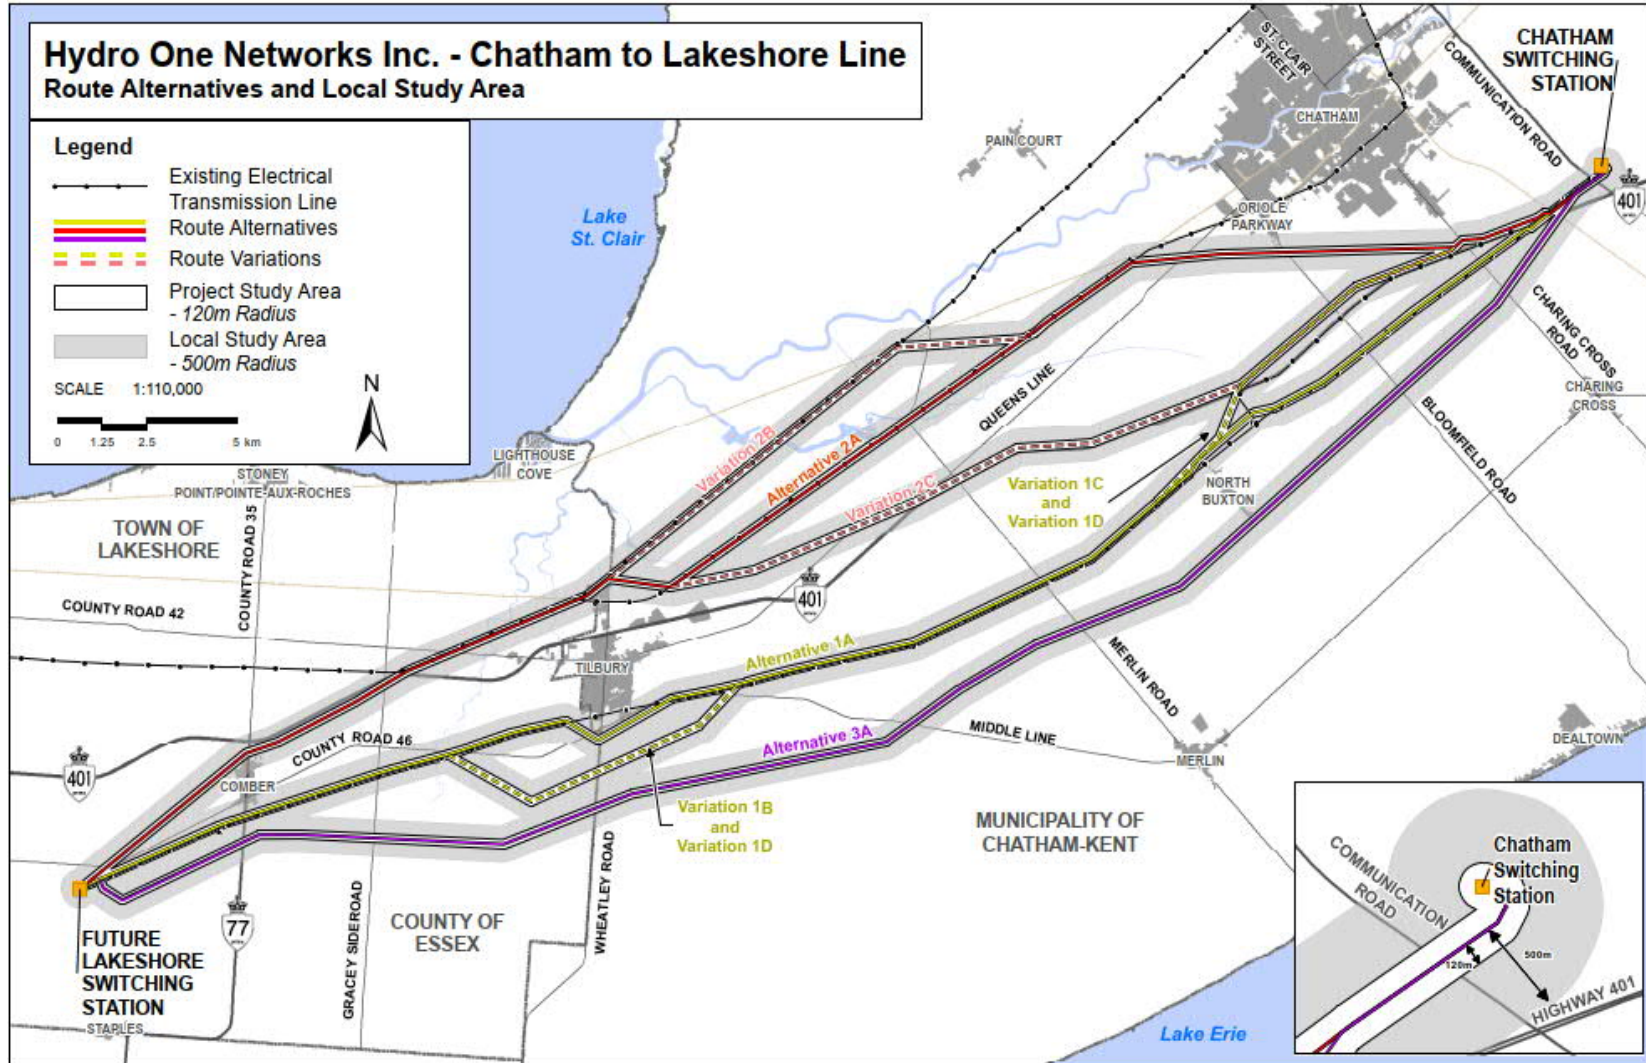 Hydro One Networks Inc. - Chatham to Lakeshore Line
Route Alternatives and Local Study Area
Legend
Existing Electrical
Transmission Line
Route Alternatives
Route Variations
Project Study Area
- 120m Radius
Local Study Area
- 500m Radius
SCALE 1:110,000
0 1.25 2.5 5 km
N
CHATHAM
SWITCHING
STATION
ST. CLAIR
STREET
COMMUNICATION ROAD
CHATHAM
PAIN COURT
401
ORIOLE
PARKWAY
Lake
St. Clair
CHARING CROSS
ROAD
CHARING
CROSS
QUEENS LINE
BLOOMFIELD ROAD
Variation 2B
Alternative 2A
Variation 2C
LIGHTHOUSE
COVE
STONEY
POINT/POINTE-AUX-ROCHES
TOWN OF
LAKESHORE
COUNTY ROAD 35
Variation 1C
and
Variation 1D
NORTH
BUXTON
COUNTY ROAD 42
401
TILBURY
Alternative 1A
MERLIN ROAD
COUNTY ROAD 46
Alternative 3A
MIDDLE LINE
DEALTOWN
MERLIN
401
COMBER
Variation 1B
and
Variation 1D
MUNICIPALITY OF
CHATHAM-KENT
WHEATLEY ROAD
77
GRACEY SIDEROAD
COUNTY OF
ESSEX
FUTURE
LAKESHORE
SWITCHING
STATION
STAPLES
Lake Erie
Chatham
Switching
Station
COMMUNICATION
ROAD
120m
500m
HIGHWAY 401